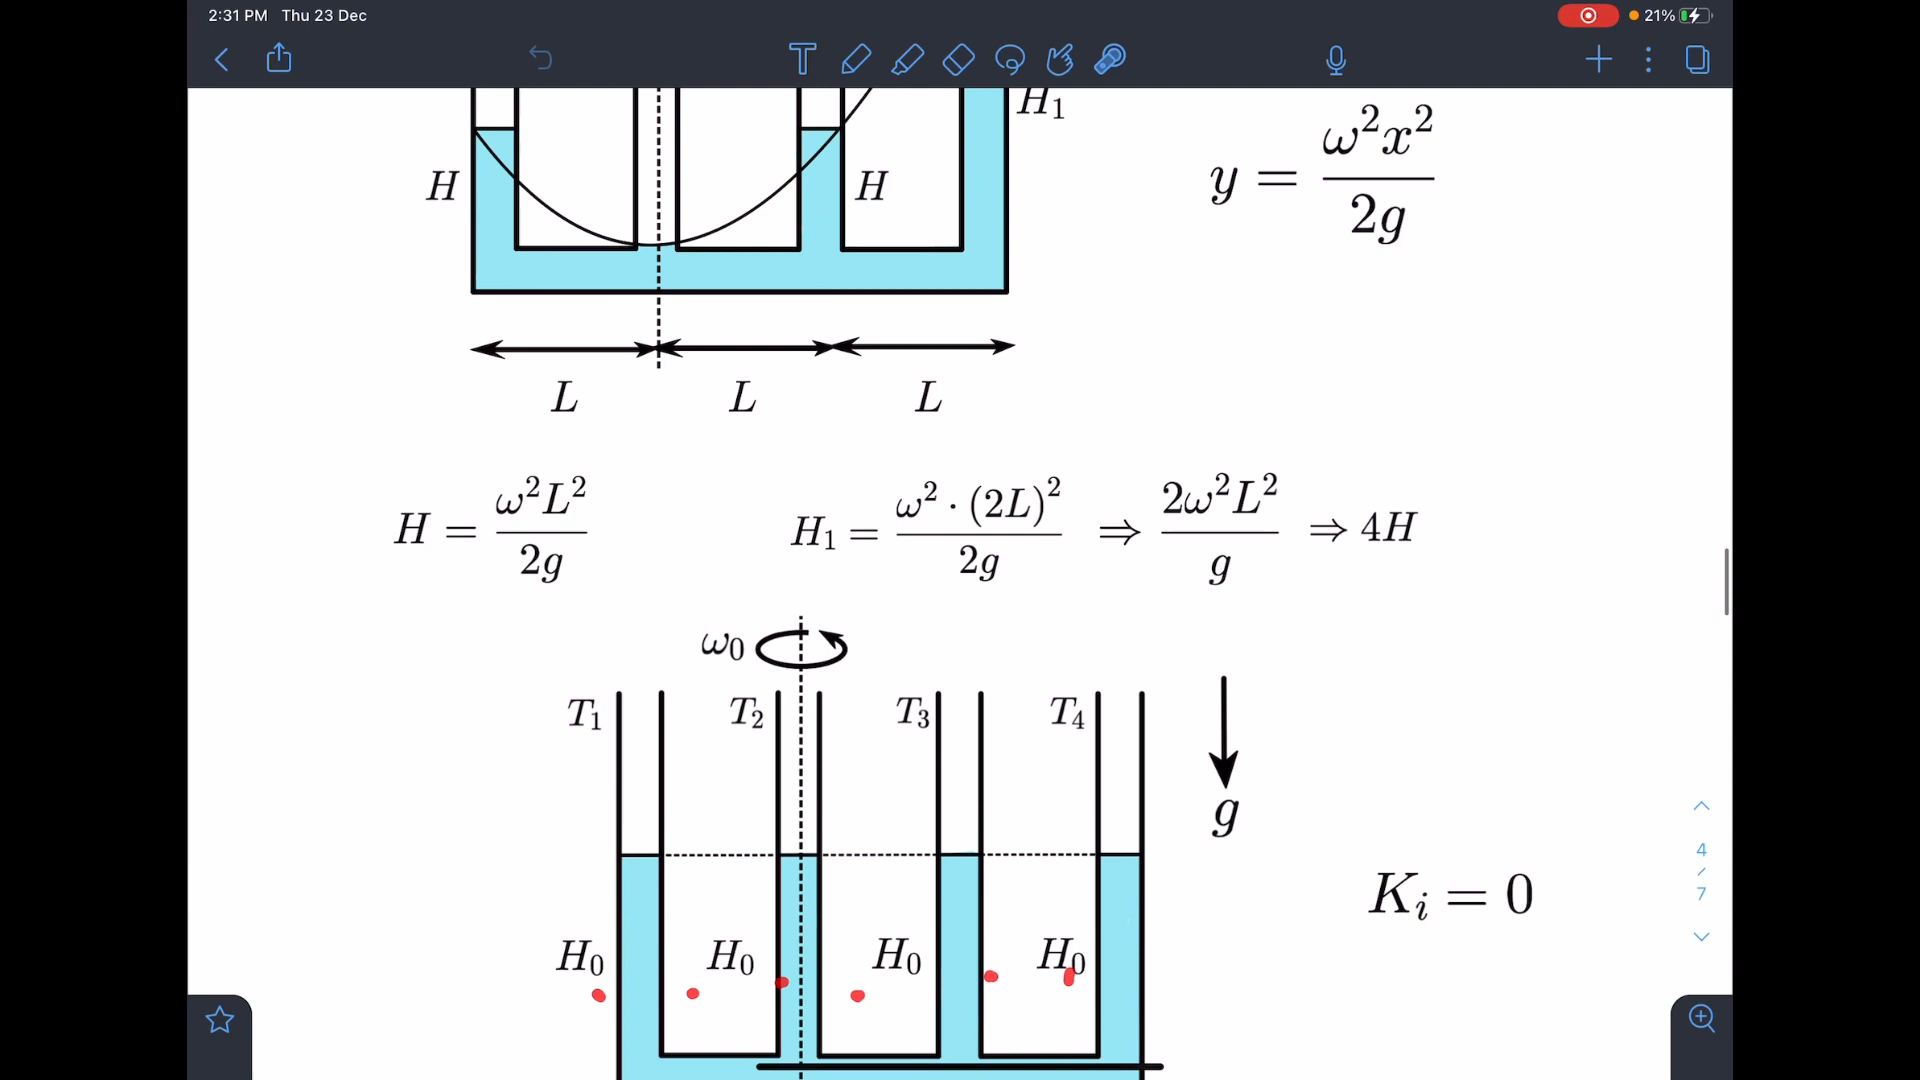 2:31 PM Thu 23 Dec
21%
H₁
H
H
y = ω²x² / 2g
L
L
L
H = ω²L² / 2g
H₁ = ω² · (2L)² / 2g ⇒ 2ω²L² / g ⇒ 4H
ω₀
T₁
T₂
T₃
T₄
g
4
/
7
Kᵢ = 0
H₀
H₀
H₀
H₀